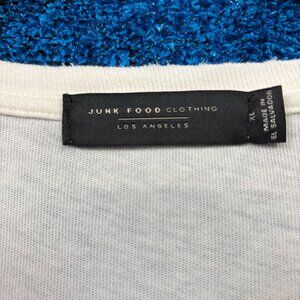 JUNK FOOD CLOTHING
LOS ANGELES
XL
MADE IN
EL SALVADOR